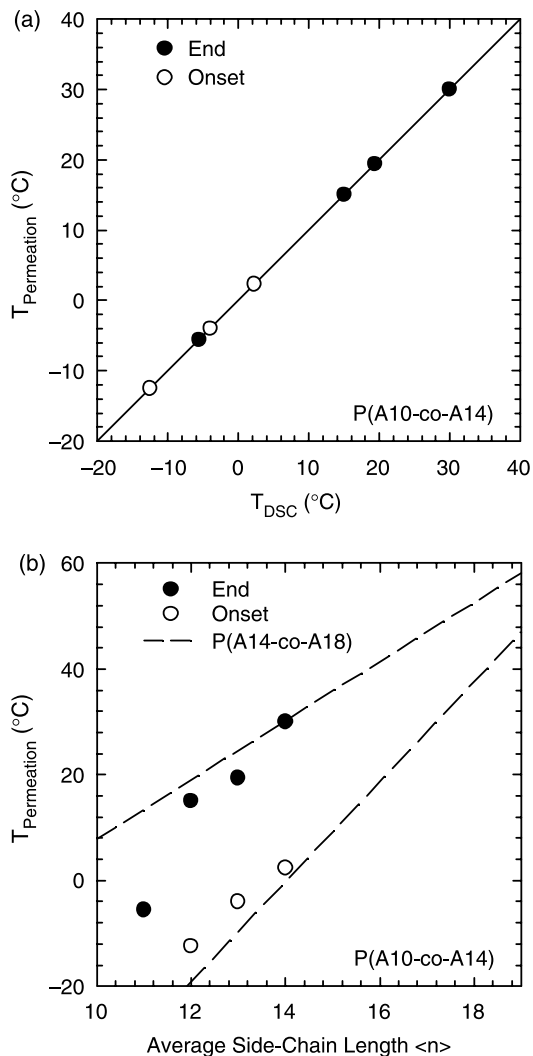 (a)
40
30
20
10
0
−10
−20
T_Permeation (°C)
End
Onset
P(A10-co-A14)
−20 −10 0 10 20 30 40
T_DSC (°C)
(b)
60
40
20
0
−20
T_Permeation (°C)
End
Onset
P(A14-co-A18)
P(A10-co-A14)
10 12 14 16 18
Average Side-Chain Length <n>